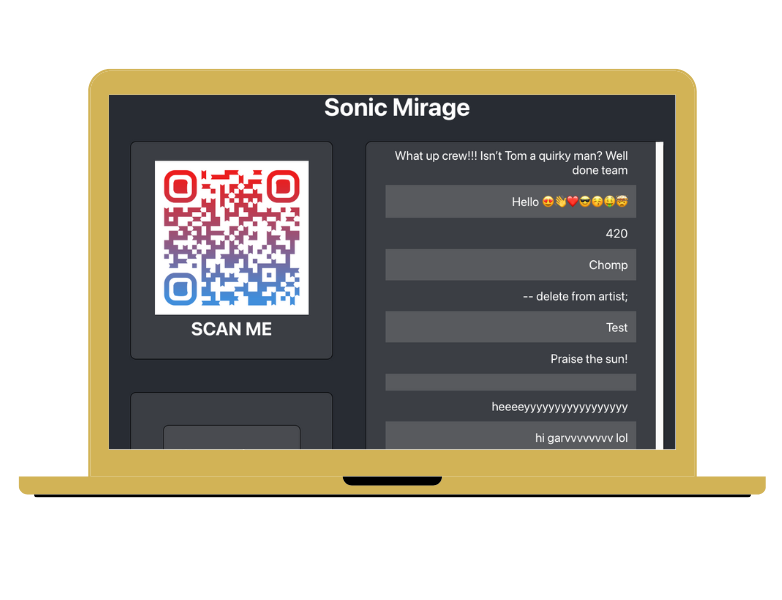 Sonic Mirage
SCAN ME
What up crew!!! Isn't Tom a quirky man? Well
done team
Hello 😍👋❤️😎😚🤑🤯
420
Chomp
-- delete from artist;
Test
Praise the sun!
heeeeyyyyyyyyyyyyyyyyy
hi garvvvvvvvv lol